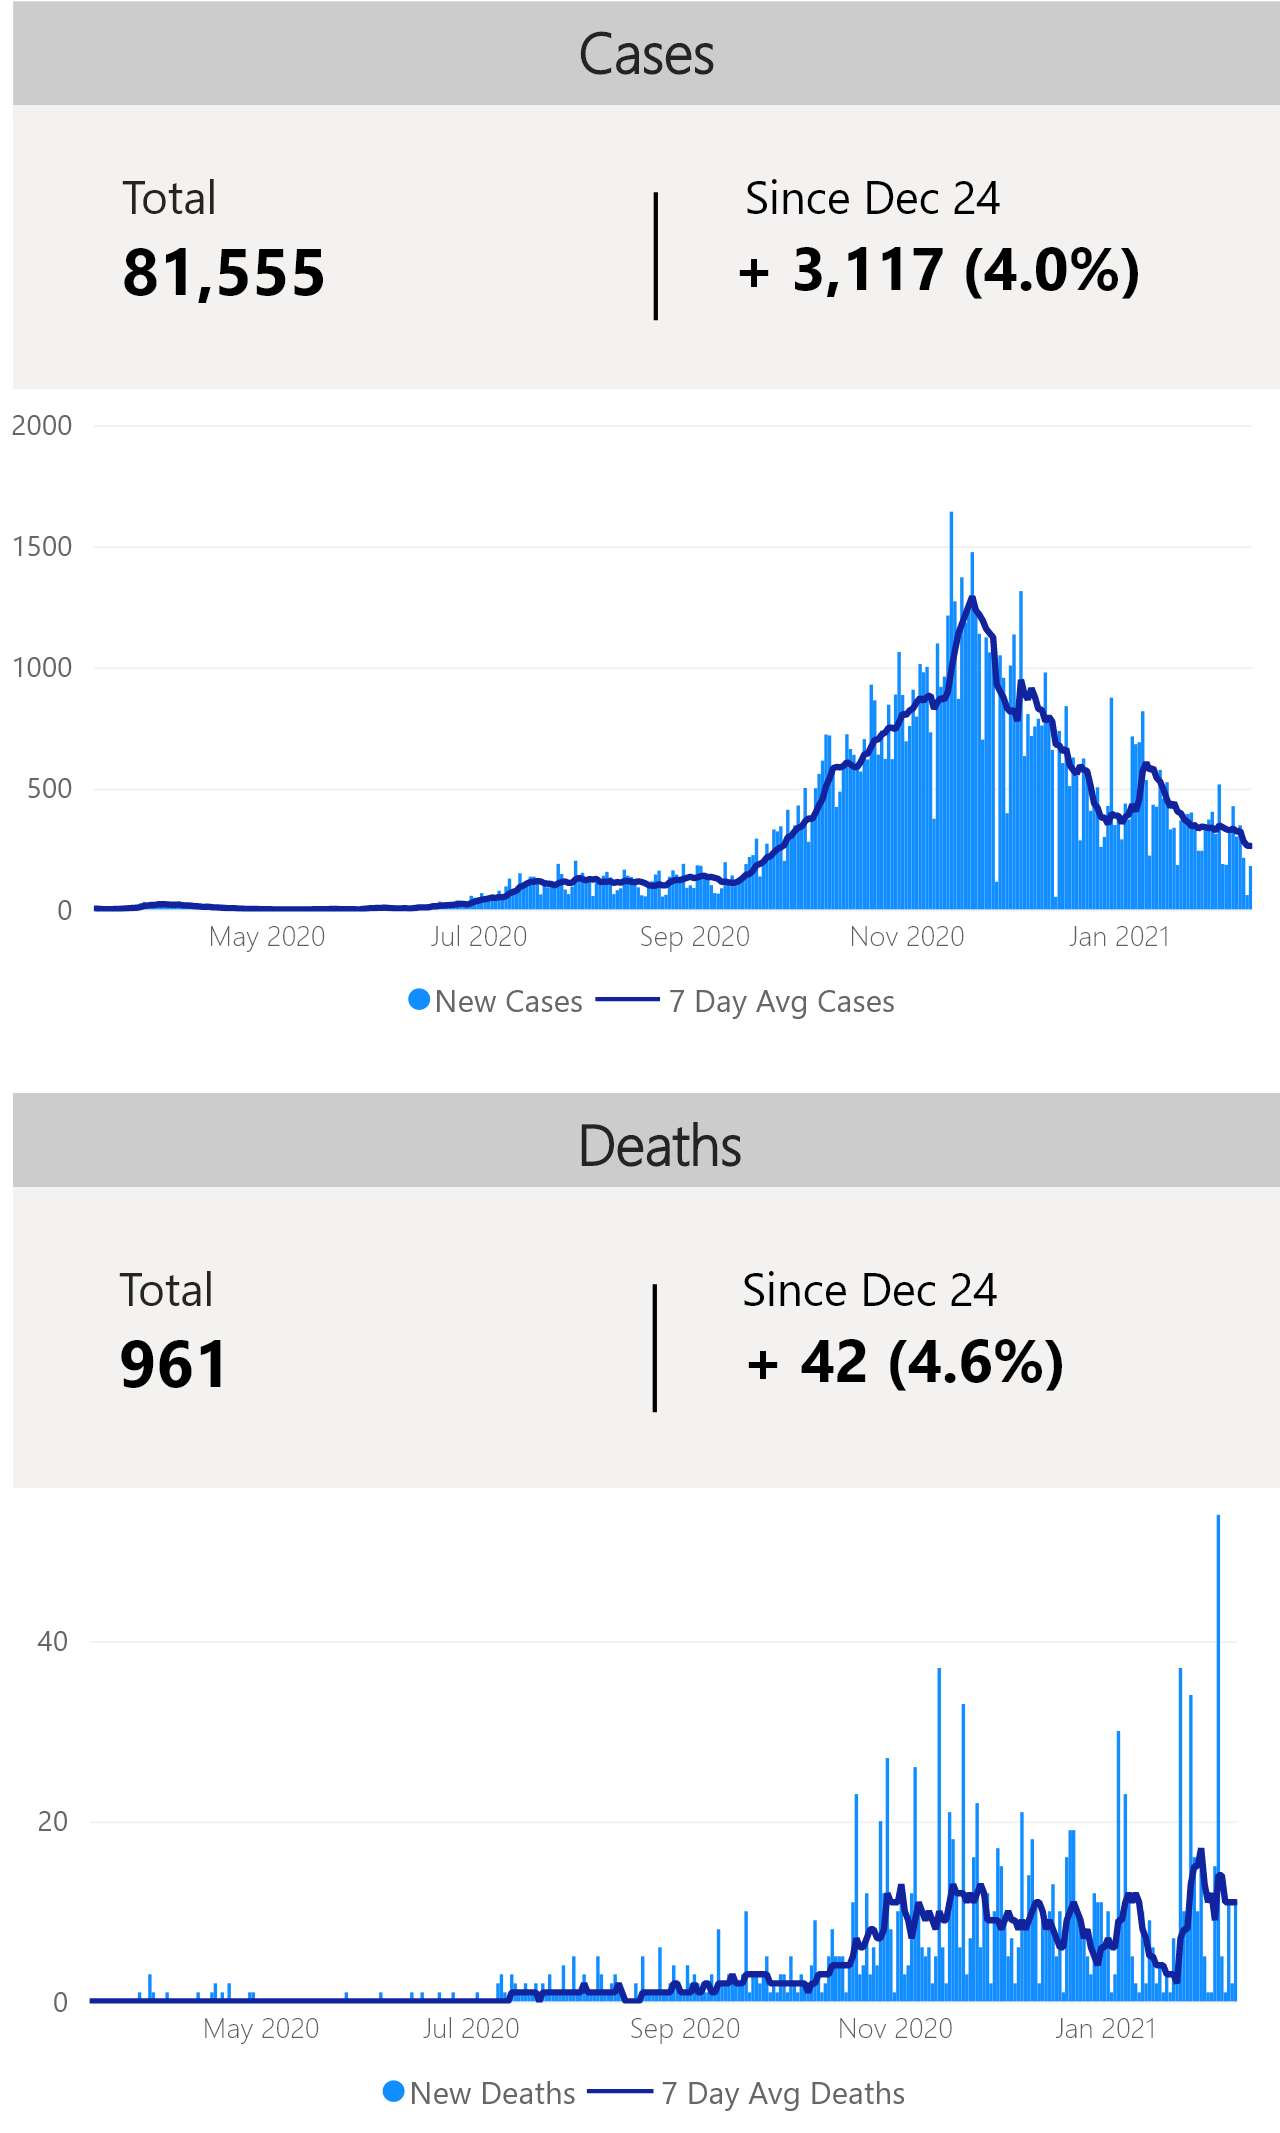 Cases
Total
Since Dec 24
81,555
+ 3,117 (4.0%)
2000
1500
1000
500
0
May 2020 Jul 2020 Sep 2020 Nov 2020 Jan 2021
New Cases 7 Day Avg Cases
Deaths
Total
Since Dec 24
961
+ 42 (4.6%)
40
20
0
May 2020 Jul 2020 Sep 2020 Nov 2020 Jan 2021
New Deaths 7 Day Avg Deaths